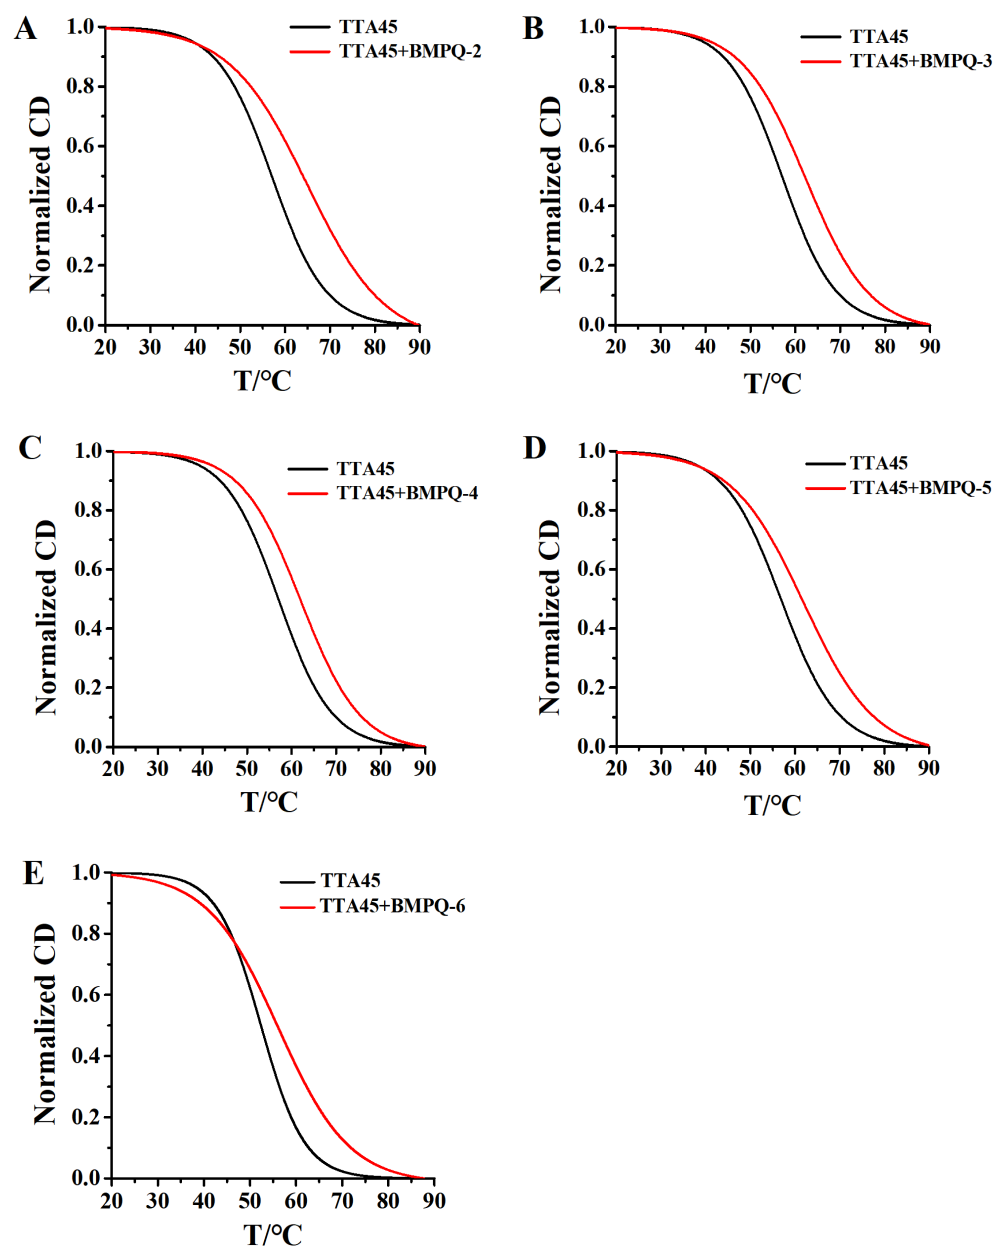 A
TTA45
TTA45+BMPQ-2
Normalized CD
1.0
0.8
0.6
0.4
0.2
0.0
20 30 40 50 60 70 80 90
T/°C
B
TTA45
TTA45+BMPQ-3
Normalized CD
1.0
0.8
0.6
0.4
0.2
0.0
20 30 40 50 60 70 80 90
T/°C
C
TTA45
TTA45+BMPQ-4
Normalized CD
1.0
0.8
0.6
0.4
0.2
0.0
20 30 40 50 60 70 80 90
T/°C
D
TTA45
TTA45+BMPQ-5
Normalized CD
1.0
0.8
0.6
0.4
0.2
0.0
20 30 40 50 60 70 80 90
T/°C
E
TTA45
TTA45+BMPQ-6
Normalized CD
1.0
0.8
0.6
0.4
0.2
0.0
20 30 40 50 60 70 80 90
T/°C